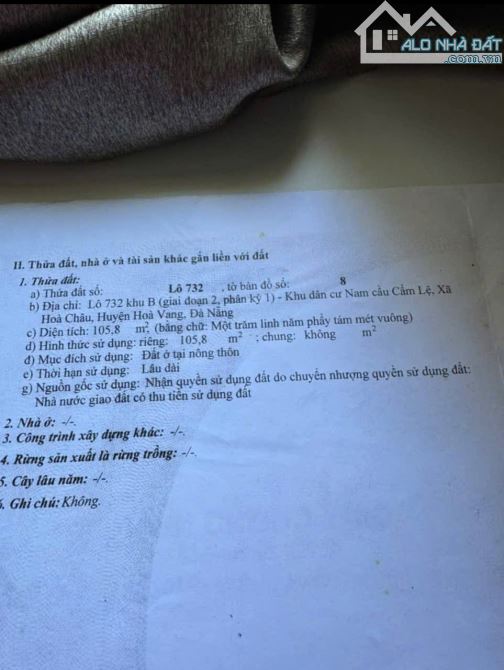 ALO NHÀ ĐẤT
.com.vn
II. Thửa đất, nhà ở và tài sản khác gắn liền với đất
1. Thửa đất:
a) Thửa đất số: Lô 732 , tờ bản đồ số: 8
b) Địa chỉ: Lô 732 khu B (giai đoạn 2, phân kỳ 1) - Khu dân cư Nam cầu Cẩm Lệ, Xã
Hoà Châu, Huyện Hoà Vang, Đà Nẵng
c) Diện tích: 105,8 m², (bằng chữ: Một trăm linh năm phẩy tám mét vuông)
d) Hình thức sử dụng: riêng: 105,8 m² ; chung: không m²
đ) Mục đích sử dụng: Đất ở tại nông thôn
e) Thời hạn sử dụng: Lâu dài
g) Nguồn gốc sử dụng: Nhận quyền sử dụng đất do chuyển nhượng quyền sử dụng đất:
Nhà nước giao đất có thu tiền sử dụng đất
2. Nhà ở: -/-.
3. Công trình xây dựng khác: -/-.
4. Rừng sản xuất là rừng trồng: -/-.
5. Cây lâu năm: -/-.
6. Ghi chú: Không.